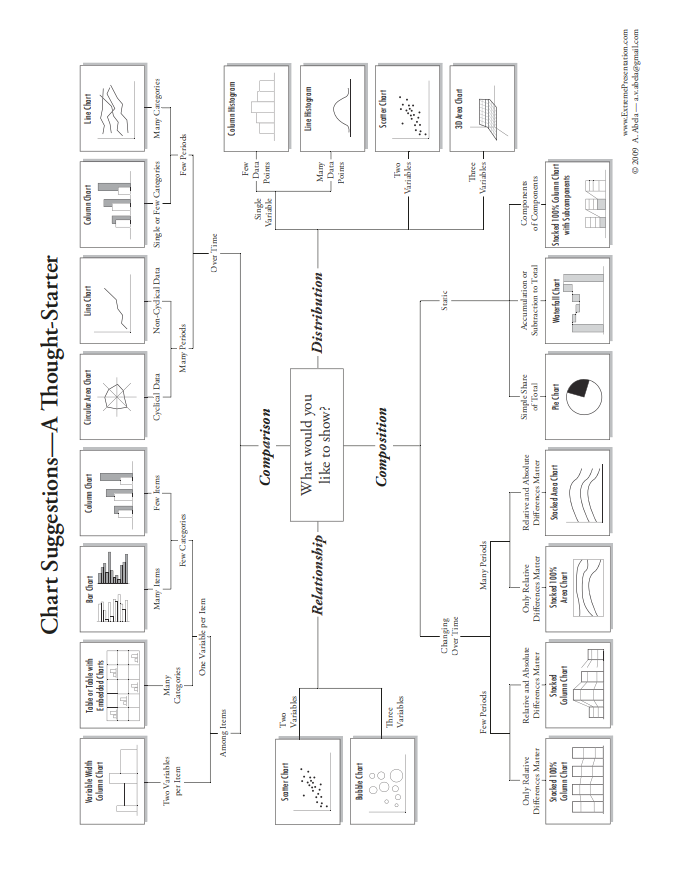 Chart Suggestions—A Thought-Starter
Variable Width
Column Chart
Table or Table with
Embedded Charts
Bar Chart
Column Chart
Circular Area Chart
Line Chart
Column Chart
Line Chart
Two Variables
per Item
Many
Categories
Many Items
Few Items
Cyclical Data
Non-Cyclical Data
Single or Few Categories
Many Categories
Few Categories
Many Periods
Few Periods
One Variable per Item
Among Items
Over Time
Comparison
What would you
like to show?
Relationship
Distribution
Composition
Two
Variables
Three
Variables
Scatter Chart
Bubble Chart
Single
Variable
Few
Data
Points
Many
Data
Points
Two
Variables
Three
Variables
Column Histogram
Line Histogram
Scatter Chart
3D Area Chart
Changing
Over Time
Static
Few Periods
Many Periods
Only Relative
Differences Matter
Relative and Absolute
Differences Matter
Only Relative
Differences Matter
Relative and Absolute
Differences Matter
Simple Share
of Total
Accumulation or
Subtraction to Total
Components
of Components
Stacked 100%
Column Chart
Stacked
Column Chart
Stacked 100%
Area Chart
Stacked Area Chart
Pie Chart
Waterfall Chart
Stacked 100% Column Chart
with Subcomponents
www.ExtremePresentation.com
© 2009 A. Abela — a.v.abela@gmail.com